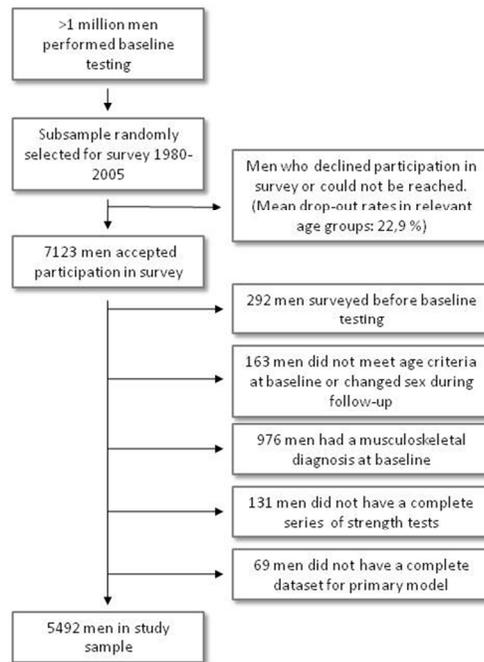 >1 million men
performed baseline
testing
Subsample randomly
selected for survey 1980-
2005
Men who declined participation in
survey or could not be reached.
(Mean drop-out rates in relevant
age groups: 22,9 %)
7123 men accepted
participation in survey
292 men surveyed before baseline
testing
163 men did not meet age criteria
at baseline or changed sex during
follow-up
976 men had a musculoskeletal
diagnosis at baseline
131 men did not have a complete
series of strength tests
69 men did not have a complete
dataset for primary model
5492 men in study
sample